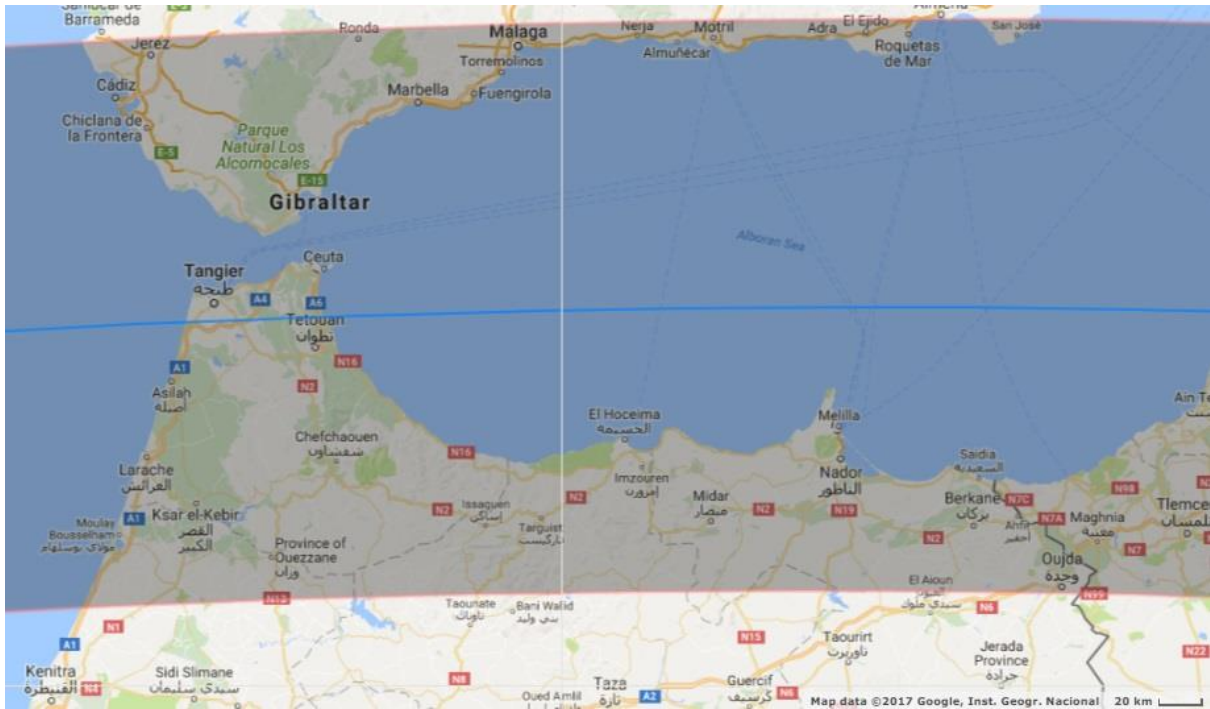 Barrameda
Ronda
Malaga
Nerja
Motril
Adra
El Ejido
San José
Jerez
Almuñécar
Roquetas
de Mar
Torremolinos
Cádiz
Marbella
Fuengirola
Chiclana de
la Frontera
Parque
Natural Los
Alcornocales
E-5
E-15
Gibraltar
Alboran Sea
Ceuta
Tangier
طنجة
A4
A6
Tetouan
تطوان
N16
A1
N2
Asilah
أصيلة
El Hoceima
الحسيمة
Melilla
Chefchaouen
شفشاون
N16
Larache
العرائش
Imzouren
إمزورن
Nador
الناظور
Saidia
السعيدية
N2
Issaguen
إساكن
Midar
ميضار
N2
N19
Berkane
بركان
N7C
N98
Tlemce
تلمسان
Moulay
Bousselham
مولاي بوسلهام
A1
Ksar el-Kebir
القصر
الكبير
N2
Targuist
تاركيست
N2
Ahfir
أحفير
N7A
Maghnia
مغنية
N7
Province of
Ouezzane
وزان
Oujda
وجدة
El Aioun
العيون
سيدي ملوك
N13
Taounate
تاونات
Bani Walid
بني وليد
N6
N99
N1
A1
N15
Taourirt
تاوريرت
Jerada
Province
جرادة
N22
Kenitra
القنيطرة
N4
Sidi Slimane
سيدي سليمان
N8
Oued Amlil
Taza
تازة
A2
Guercif
كرسيف
N6
Map data ©2017 Google, Inst. Geogr. Nacional 20 km